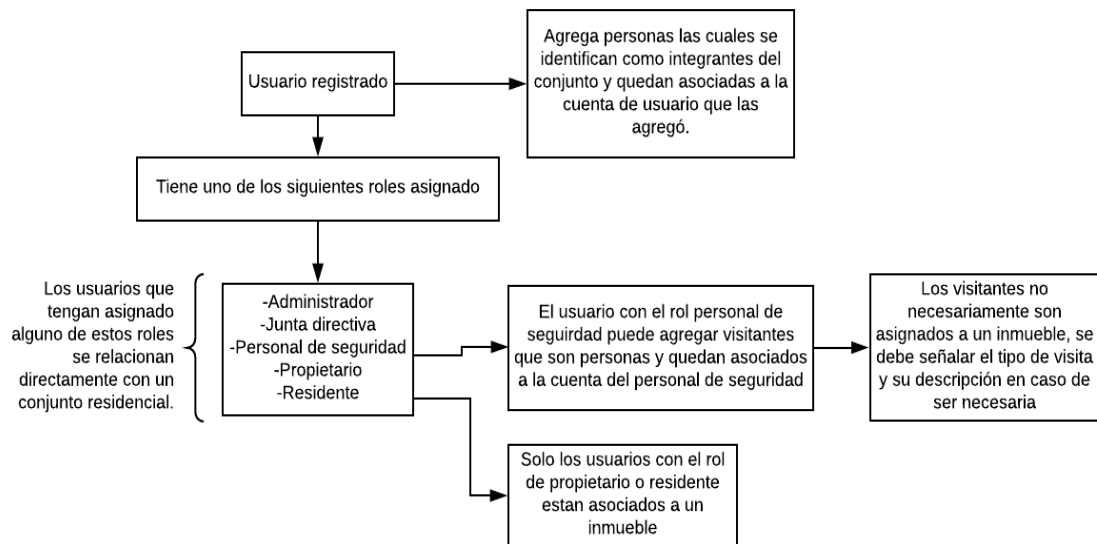 Usuario registrado
Agrega personas las cuales se
identifican como integrantes del
conjunto y quedan asociadas a la
cuenta de usuario que las
agregó.
Tiene uno de los siguientes roles asignado
Los usuarios que
tengan asignado
alguno de estos roles
se relacionan
directamente con un
conjunto residencial.
-Administrador
-Junta directiva
-Personal de seguridad
-Propietario
-Residente
El usuario con el rol personal de
seguirdad puede agregar visitantes
que son personas y quedan asociados
a la cuenta del personal de seguridad
Los visitantes no
necesariamente son
asignados a un inmueble, se
debe señalar el tipo de visita
y su descripción en caso de
ser necesaria
Solo los usuarios con el rol
de propietario o residente
estan asociados a un
inmueble